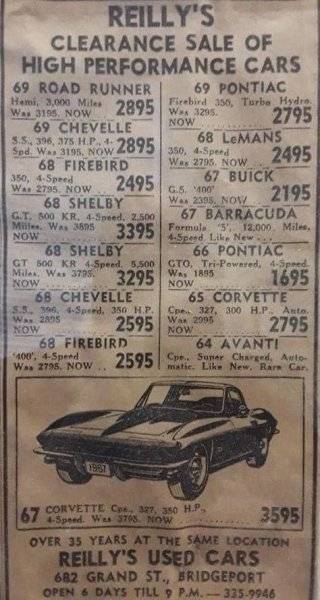 REILLY'S
CLEARANCE SALE OF
HIGH PERFORMANCE CARS
69 ROAD RUNNER
Hemi, 3,000 Miles
Was 3195. NOW 2895
69 CHEVELLE
S.S., 396, 375 H.P., 4-
Spd. Was 3195. NOW 2895
68 FIREBIRD
350, 4-Speed
Was 2795. NOW 2495
68 SHELBY
G.T. 500 KR, 4-Speed, 2,500
Miles. Was 3895
NOW 3395
68 SHELBY
GT 500 KR 4-Speed. 5,500
Miles. Was 3795.
NOW 3295
68 CHEVELLE
S.S., 396, 4-Speed, 350 H.P.
Was 2895
NOW 2595
68 FIREBIRD
'400', 4-Speed
Was 2795. NOW .. 2595
69 PONTIAC
Firebird 350, Turbo Hydro.
Was 3295.
NOW 2795
68 LeMANS
350, 4-Speed
Was 2795. NOW 2495
67 BUICK
G.S. '400'
Was 2395. NOW 2195
67 BARRACUDA
Formula 'S', 12,000 Miles,
4-Speed. Like New ...
66 PONTIAC
GTO, Tri-Powered, 4-Speed.
Was 1895
NOW 1695
65 CORVETTE
Cpe., 327, 300 H.P., Auto.
Was 2995
NOW 2795
64 AVANTI
Cpe., Super Charged, Auto-
matic. Like New. Rare Car.
1967
67 CORVETTE Cpe., 327, 350 H.P.,
4-Speed. Was 3795. NOW 3595
OVER 35 YEARS AT THE SAME LOCATION
REILLY'S USED CARS
682 GRAND ST., BRIDGEPORT
OPEN 6 DAYS TILL 9 P.M. — 335-9946